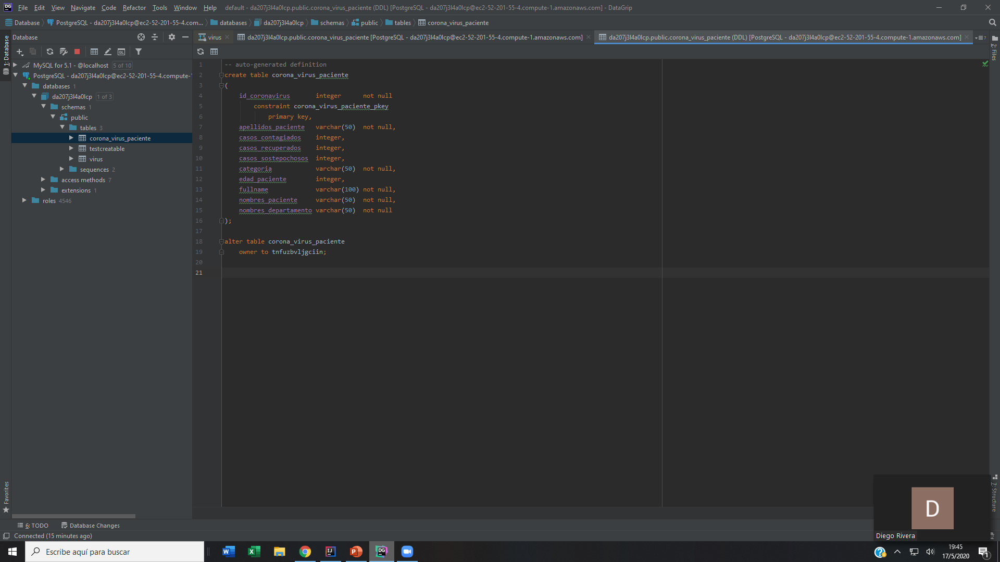 DG File Edit View Navigate Code Refactor Tools Window Help default - da207j3l4a0lcp.public.corona_virus_paciente (DDL) [PostgreSQL - da207j3l4a0lcp@ec2-52-201-55-4.compute-1.amazonaws.com] - DataGrip
Database PostgreSQL - da207j3l4a0lcp@ec2-52-201-55-4.com... databases da207j3l4a0lcp schemas public tables corona_virus_paciente
Database
virus da207j3l4a0lcp.public.corona_virus_paciente [PostgreSQL - da207j3l4a0lcp@ec2-52-201-55-4.compute-1.amazonaws.com] da207j3l4a0lcp.public.corona_virus_paciente (DDL) [PostgreSQL - da207j3l4a0lcp@ec2-52-201-55-4.compute-1.amazonaws.com]
1: Database
2: Files
QL
MySQL for 5.1 - @localhost 5 of 10
PostgreSQL - da207j3l4a0lcp@ec2-52-201-55-4.compute-1
databases 1
da207j3l4a0lcp 1 of 3
schemas 1
public
tables 3
corona_virus_paciente
testcreatable
virus
sequences 2
access methods 7
extensions 1
roles 4546
1 -- auto-generated definition
2 create table corona_virus_paciente
3 (
4 id_coronavirus integer not null
5 constraint corona_virus_paciente_pkey
6 primary key,
7 apellidos_paciente varchar(50) not null,
8 casos_contagiados integer,
9 casos_recuperados integer,
10 casos_sostepochosos integer,
11 categoria varchar(50) not null,
12 edad_paciente integer,
13 fullname varchar(100) not null,
14 nombres_paciente varchar(50) not null,
15 nombres_departamento varchar(50) not null
16 );
17
18 alter table corona_virus_paciente
19 owner to tnfuzbvljgciin;
20
21
Favorites
7: Structure
D
Diego Rivera
6: TODO Database Changes
Connected (15 minutes ago)
Escribe aquí para buscar
19:45
17/5/2020
1